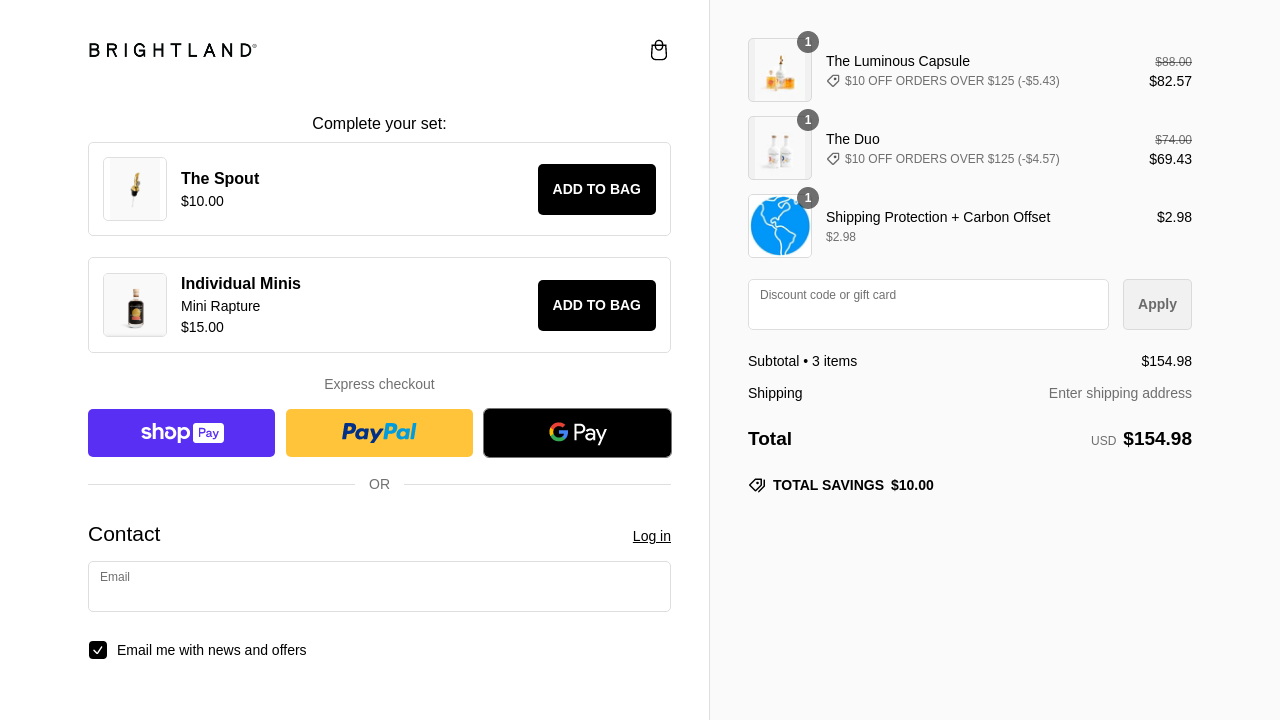 BRIGHTLAND®
Complete your set:
The Spout
$10.00
ADD TO BAG
Individual Minis
Mini Rapture
$15.00
ADD TO BAG
Express checkout
shop Pay
PayPal
G Pay
OR
Contact
Log in
Email
Email me with news and offers
1
The Luminous Capsule
$88.00
$10 OFF ORDERS OVER $125 (-$5.43)
$82.57
1
The Duo
$74.00
$10 OFF ORDERS OVER $125 (-$4.57)
$69.43
1
Shipping Protection + Carbon Offset
$2.98
$2.98
Discount code or gift card
Apply
Subtotal • 3 items
$154.98
Shipping
Enter shipping address
Total
USD $154.98
TOTAL SAVINGS $10.00